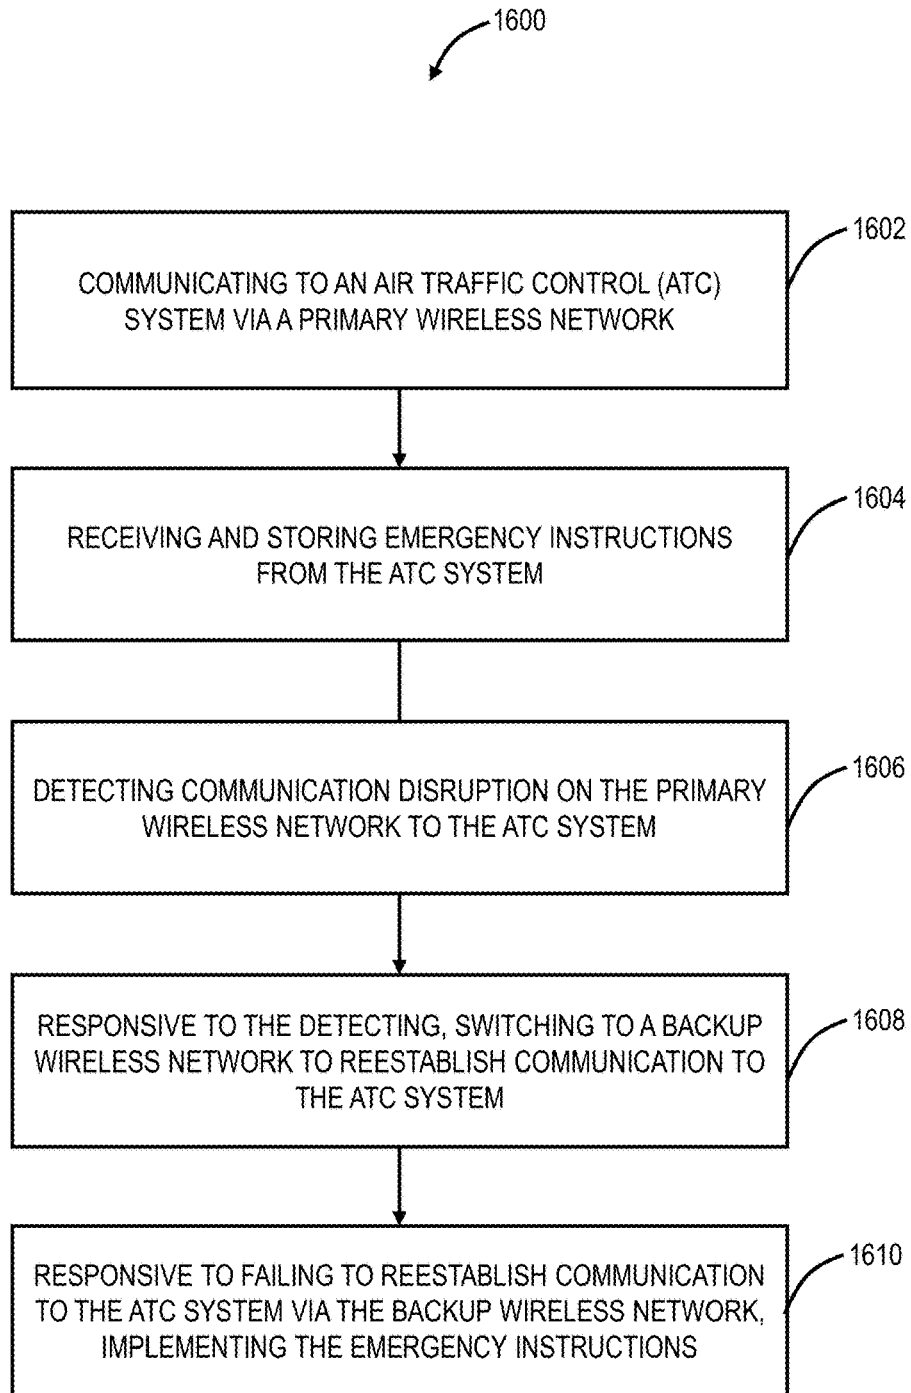 1600
1602
COMMUNICATING TO AN AIR TRAFFIC CONTROL (ATC)
SYSTEM VIA A PRIMARY WIRELESS NETWORK
1604
RECEIVING AND STORING EMERGENCY INSTRUCTIONS
FROM THE ATC SYSTEM
1606
DETECTING COMMUNICATION DISRUPTION ON THE PRIMARY
WIRELESS NETWORK TO THE ATC SYSTEM
1608
RESPONSIVE TO THE DETECTING, SWITCHING TO A BACKUP
WIRELESS NETWORK TO REESTABLISH COMMUNICATION TO
THE ATC SYSTEM
1610
RESPONSIVE TO FAILING TO REESTABLISH COMMUNICATION
TO THE ATC SYSTEM VIA THE BACKUP WIRELESS NETWORK,
IMPLEMENTING THE EMERGENCY INSTRUCTIONS